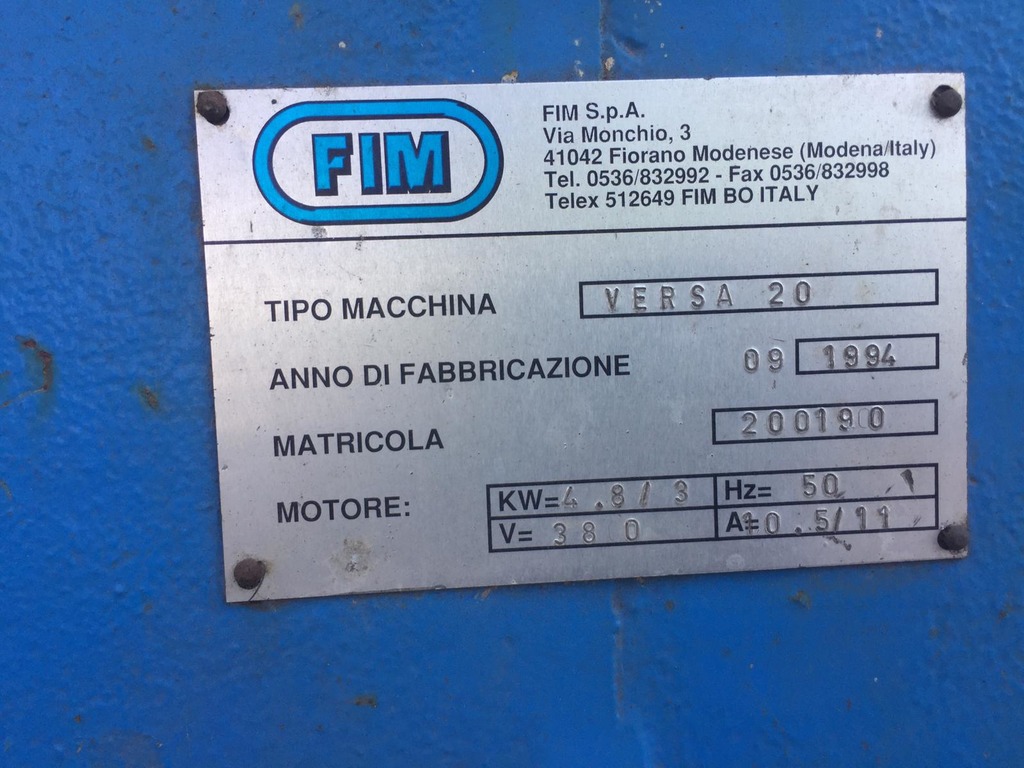 FIM
FIM S.p.A.
Via Monchio, 3
41042 Fiorano Modenese (Modena/Italy)
Tel. 0536/832992 - Fax 0536/832998
Telex 512649 FIM BO ITALY
TIPO MACCHINA VERSA 20
ANNO DI FABBRICAZIONE 09 1994
MATRICOLA 200190
MOTORE: KW=4.8/3 Hz= 50
V= 380 A=10.5/11